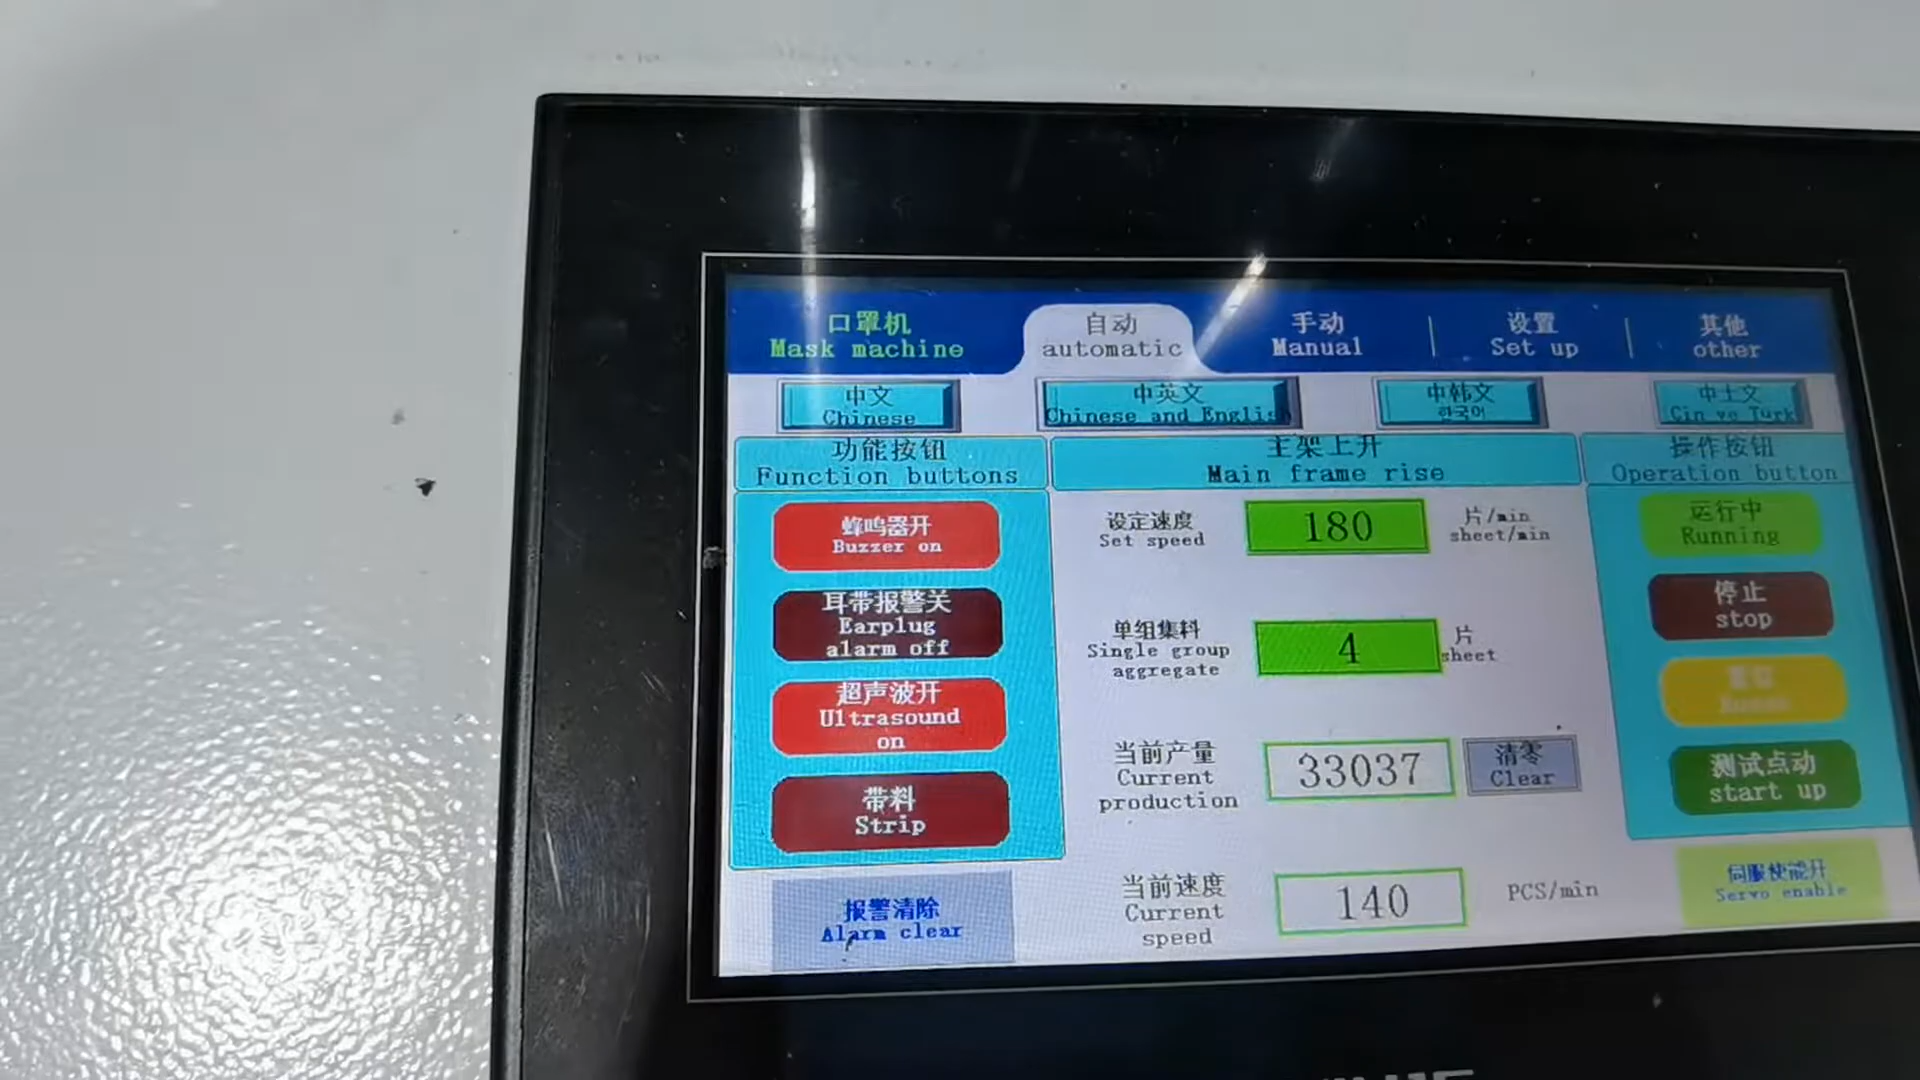 口罩机
Mask machine
自动
automatic
手动
Manual
设置
Set up
其他
other
中文
Chinese
中英文
Chinese and Englis
中韩文
한국어
中土文
Cin ve Turk
功能按钮
Function buttons
主架上升
Main frame rise
操作按钮
Operation button
蜂鸣器开
Buzzer on
耳带报警关
Earplug
alarm off
超声波开
Ultrasound
on
带料
Strip
报警清除
Alarm clear
设定速度
Set speed
180
片/min
sheet/min
单组集料
Single group
aggregate
4
片
sheet
当前产量
Current
production
33037
清零
Clear
当前速度
Current
speed
140
PCS/min
运行中
Running
停止
stop
测试点动
start up
伺服使能开
Servo enable